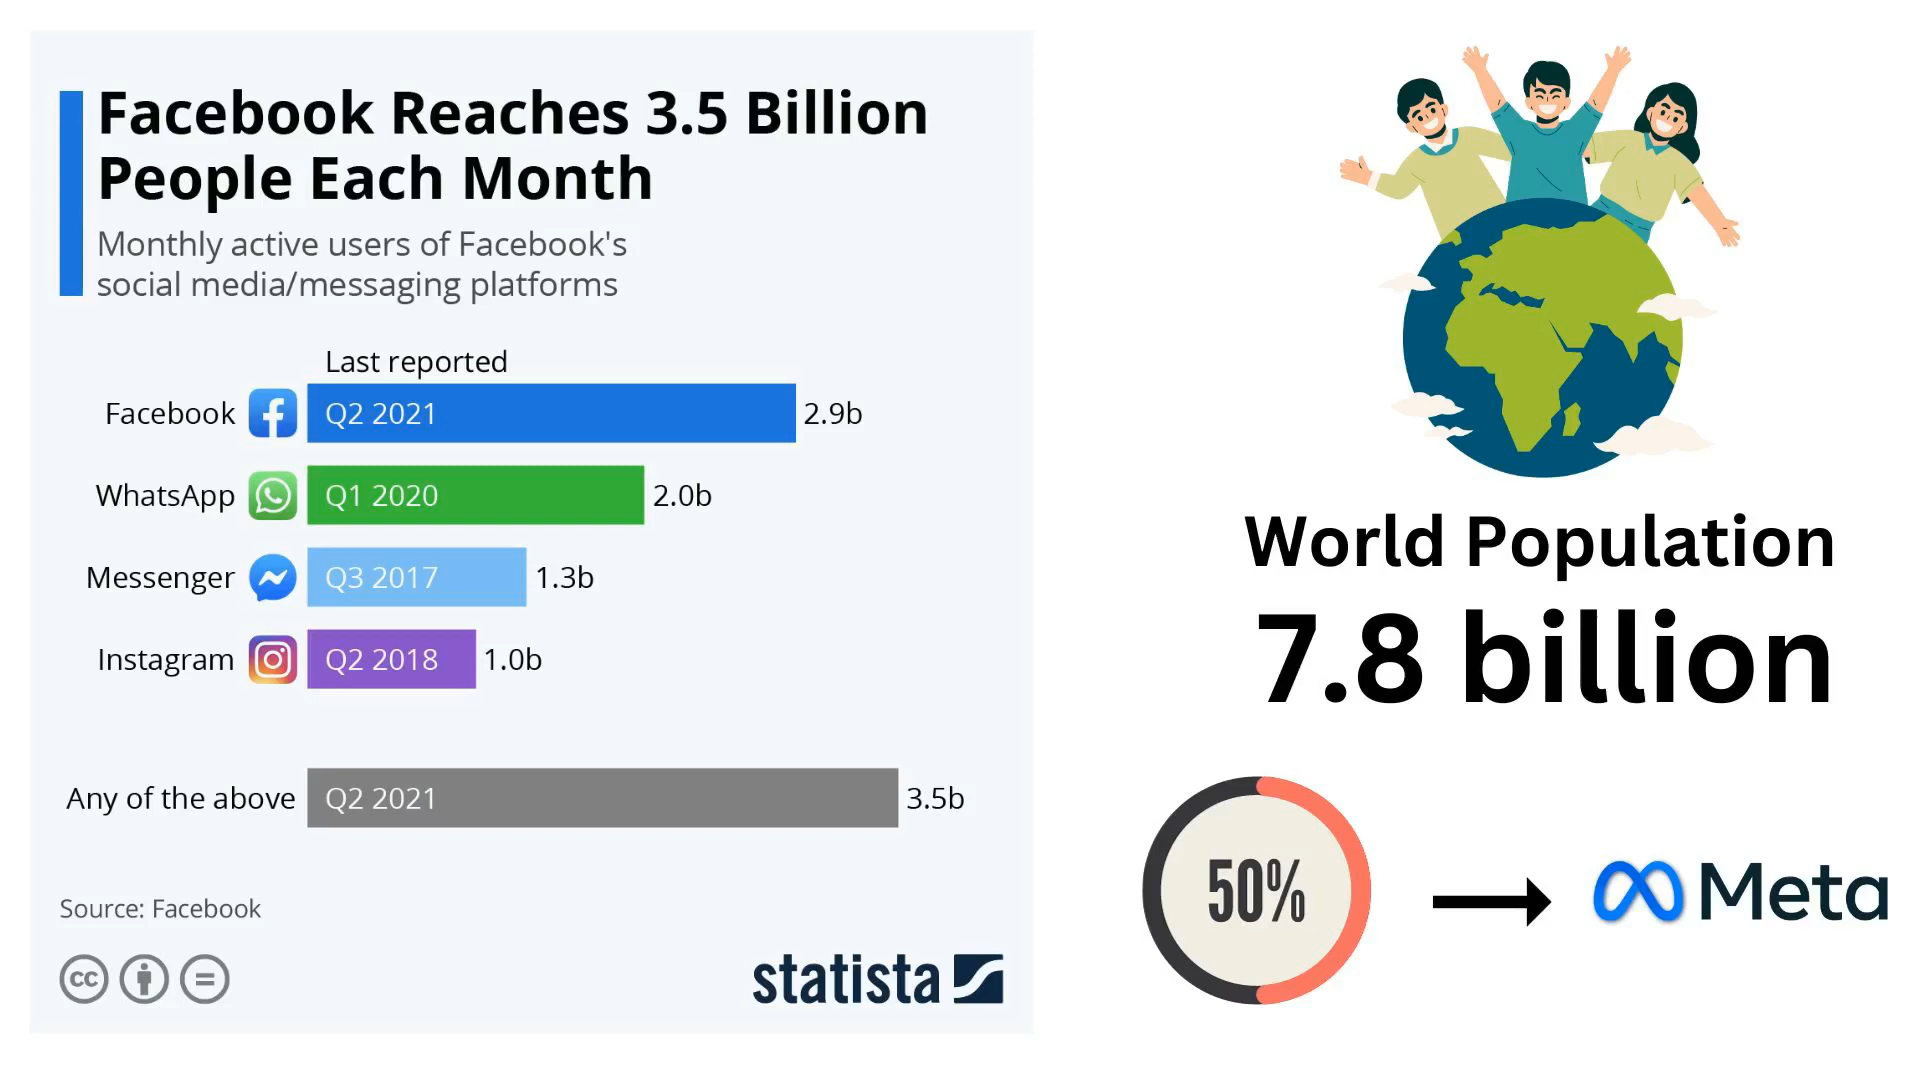 Facebook Reaches 3.5 Billion
People Each Month
Monthly active users of Facebook's
social media/messaging platforms
Last reported
Facebook Q2 2021 2.9b
WhatsApp Q1 2020 2.0b
Messenger Q3 2017 1.3b
Instagram Q2 2018 1.0b
Any of the above Q2 2021 3.5b
Source: Facebook
cc =
statista
World Population
7.8 billion
50%
Meta